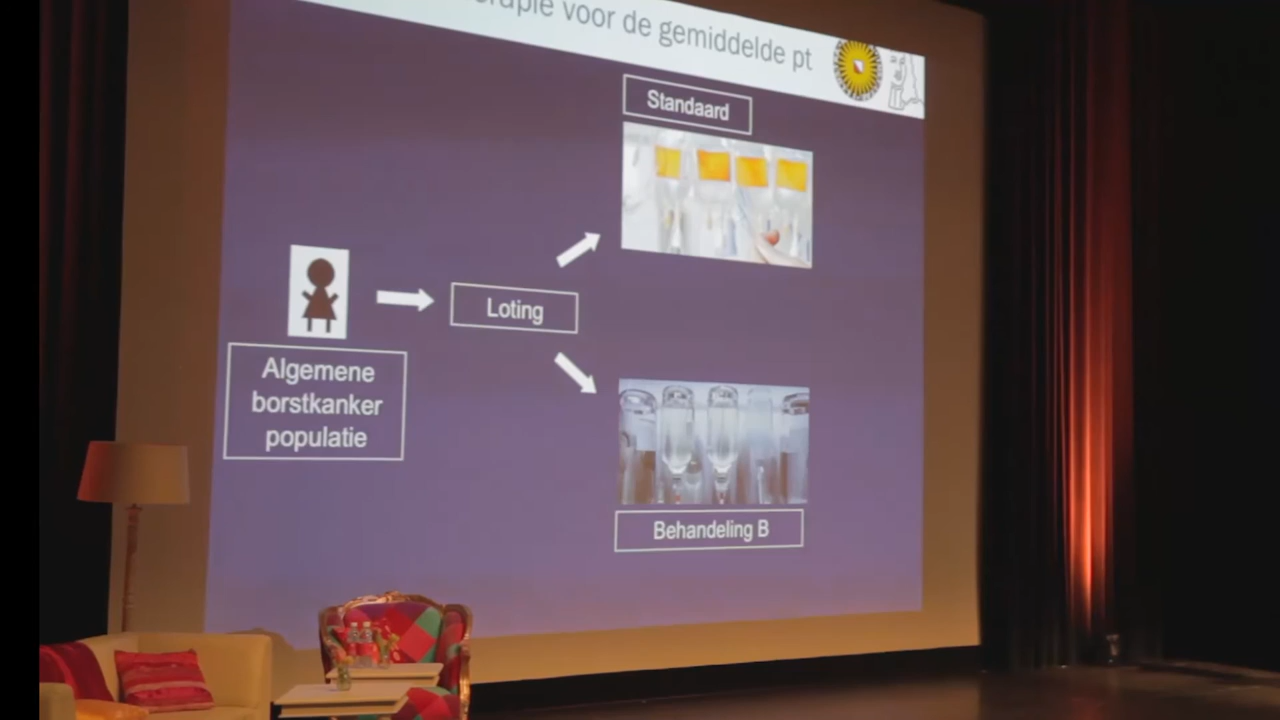 voor de gemiddelde pt
Standaard
Loting
Algemene
borstkanker
populatie
Behandeling B